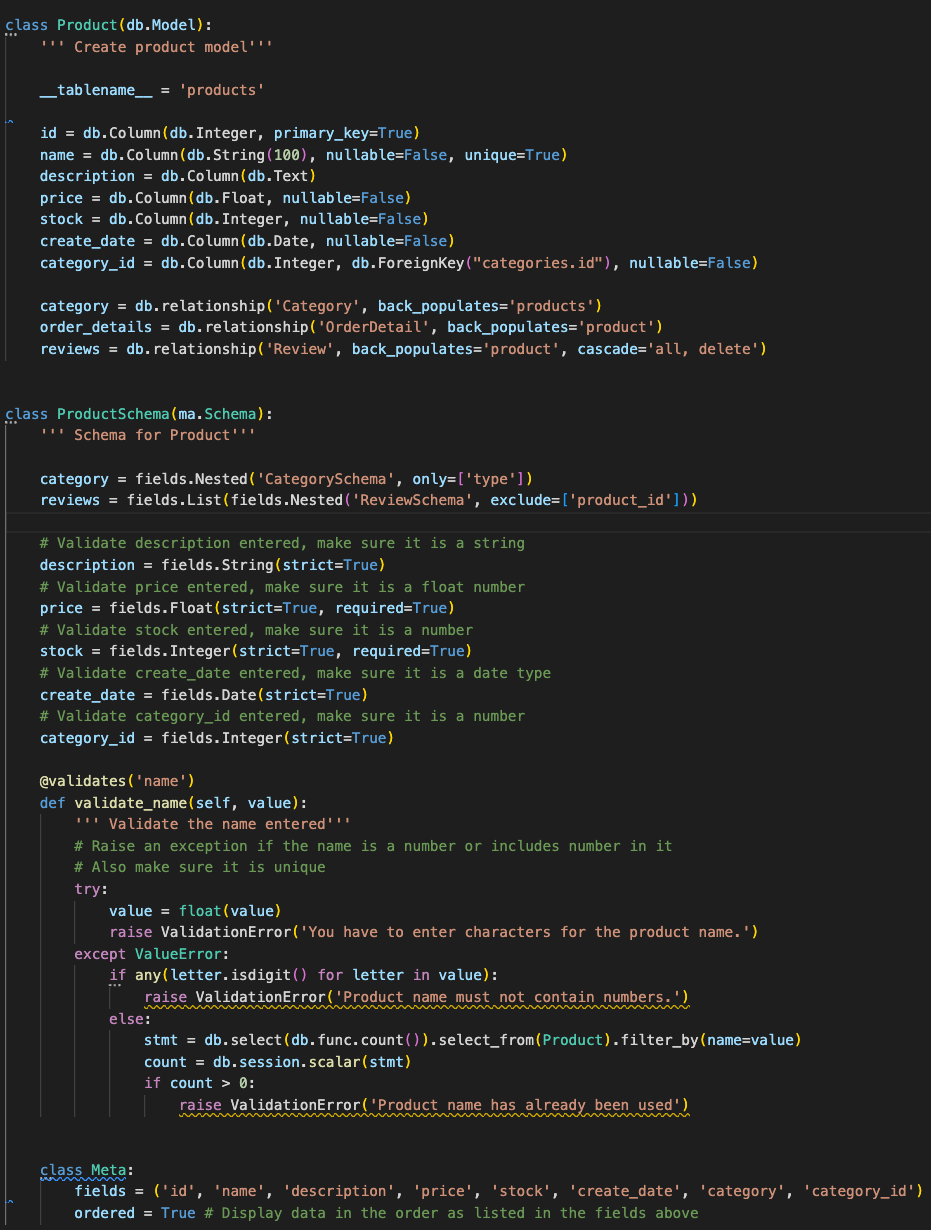 class Product(db.Model):
    ''' Create product model'''
    __tablename__ = 'products'
    id = db.Column(db.Integer, primary_key=True)
    name = db.Column(db.String(100), nullable=False, unique=True)
    description = db.Column(db.Text)
    price = db.Column(db.Float, nullable=False)
    stock = db.Column(db.Integer, nullable=False)
    create_date = db.Column(db.Date, nullable=False)
    category_id = db.Column(db.Integer, db.ForeignKey("categories.id"), nullable=False)
    category = db.relationship('Category', back_populates='products')
    order_details = db.relationship('OrderDetail', back_populates='product')
    reviews = db.relationship('Review', back_populates='product', cascade='all, delete')
class ProductSchema(ma.Schema):
    ''' Schema for Product'''
    category = fields.Nested('CategorySchema', only=['type'])
    reviews = fields.List(fields.Nested('ReviewSchema', exclude=['product_id']))
    # Validate description entered, make sure it is a string
    description = fields.String(strict=True)
    # Validate price entered, make sure it is a float number
    price = fields.Float(strict=True, required=True)
    # Validate stock entered, make sure it is a number
    stock = fields.Integer(strict=True, required=True)
    # Validate create_date entered, make sure it is a date type
    create_date = fields.Date(strict=True)
    # Validate category_id entered, make sure it is a number
    category_id = fields.Integer(strict=True)
    @validates('name')
    def validate_name(self, value):
        ''' Validate the name entered'''
        # Raise an exception if the name is a number or includes number in it
        # Also make sure it is unique
        try:
            value = float(value)
            raise ValidationError('You have to enter characters for the product name.')
        except ValueError:
            if any(letter.isdigit() for letter in value):
                raise ValidationError('Product name must not contain numbers.')
            else:
                stmt = db.select(db.func.count()).select_from(Product).filter_by(name=value)
                count = db.session.scalar(stmt)
                if count > 0:
                    raise ValidationError('Product name has already been used')
    class Meta:
        fields = ('id', 'name', 'description', 'price', 'stock', 'create_date', 'category', 'category_id')
        ordered = True # Display data in the order as listed in the fields above